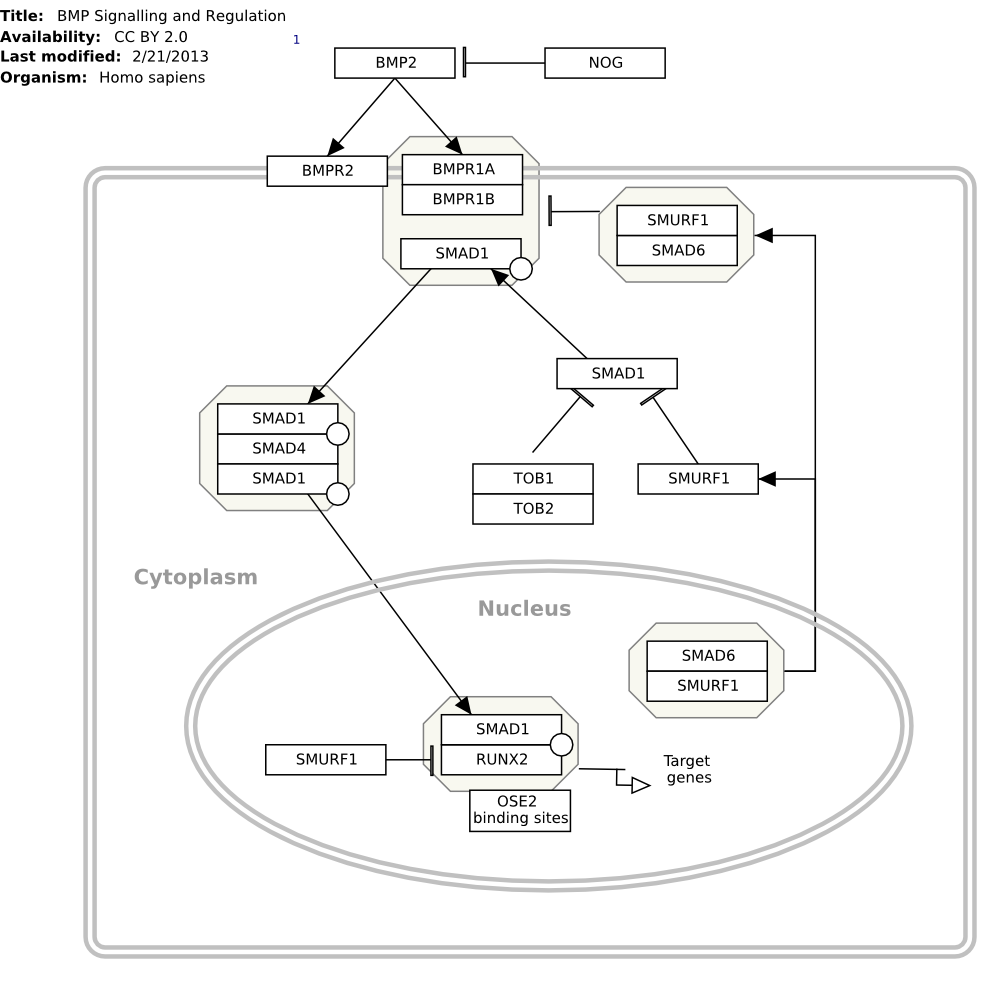 Title: BMP Signalling and Regulation
Availability: CC BY 2.0
1
Last modified: 2/21/2013
Organism: Homo sapiens
BMP2
NOG
BMPR2
BMPR1A
BMPR1B
SMAD1
SMURF1
SMAD6
SMAD1
SMAD1
SMAD4
SMAD1
TOB1
TOB2
SMURF1
Cytoplasm
Nucleus
SMAD6
SMURF1
SMAD1
RUNX2
SMURF1
Target
genes
OSE2
binding sites